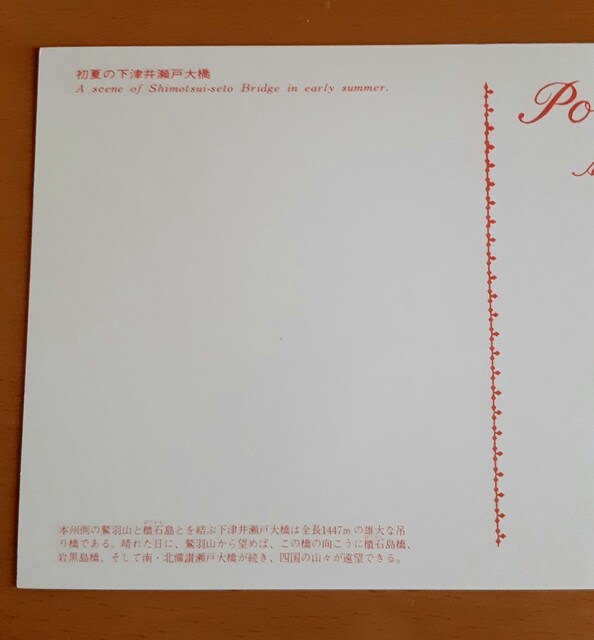 初夏の下津井瀬戸大橋
A scene of Shimotsui-seto Bridge in early summer.
Po
本州側の鷲羽山と櫃石島とを結ぶ下津井瀬戸大橋は全長1447mの雄大な吊
り橋である。晴れた日に、鷲羽山から望めば、この橋の向こうに櫃石島橋、
岩黒島橋、そして南・北備讃瀬戸大橋が続き、四国の山々が遠望できる。